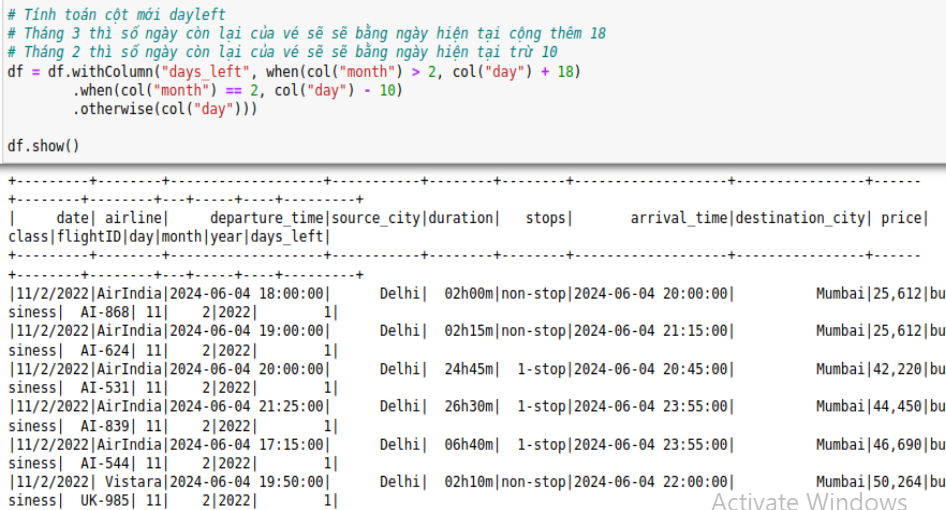 # Tính toán cột mới dayleft
# Tháng 3 thì số ngày còn lại của vé sẽ sẽ bằng ngày hiện tại cộng thêm 18
# Tháng 2 thì số ngày còn lại của vé sẽ sẽ bằng ngày hiện tại trừ 10
df = df.withColumn("days_left", when(col("month") > 2, col("day") + 18)
.when(col("month") == 2, col("day") - 10)
.otherwise(col("day")))
df.show()
+---------+--------+-------------------+-----------+--------+--------+-------------------+----------------+------
+--------+--------+---+-----+----+---------+
|     date| airline|     departure_time|source_city|duration|   stops|       arrival_time|destination_city| price|
class|flightID|day|month|year|days_left|
+---------+--------+-------------------+-----------+--------+--------+-------------------+----------------+------
+--------+--------+---+-----+----+---------+
|11/2/2022|AirIndia|2024-06-04 18:00:00|      Delhi|  02h00m|non-stop|2024-06-04 20:00:00|          Mumbai|25,612|bu
siness|  AI-868| 11|    2|2022|        1|
|11/2/2022|AirIndia|2024-06-04 19:00:00|      Delhi|  02h15m|non-stop|2024-06-04 21:15:00|          Mumbai|25,612|bu
siness|  AI-624| 11|    2|2022|        1|
|11/2/2022|AirIndia|2024-06-04 20:00:00|      Delhi|  24h45m|  1-stop|2024-06-04 20:45:00|          Mumbai|42,220|bu
siness|  AI-531| 11|    2|2022|        1|
|11/2/2022|AirIndia|2024-06-04 21:25:00|      Delhi|  26h30m|  1-stop|2024-06-04 23:55:00|          Mumbai|44,450|bu
siness|  AI-839| 11|    2|2022|        1|
|11/2/2022|AirIndia|2024-06-04 17:15:00|      Delhi|  06h40m|  1-stop|2024-06-04 23:55:00|          Mumbai|46,690|bu
siness|  AI-544| 11|    2|2022|        1|
|11/2/2022| Vistara|2024-06-04 19:50:00|      Delhi|  02h10m|non-stop|2024-06-04 22:00:00|          Mumbai|50,264|bu
siness|  UK-985| 11|    2|2022|        1|
Activate Windows